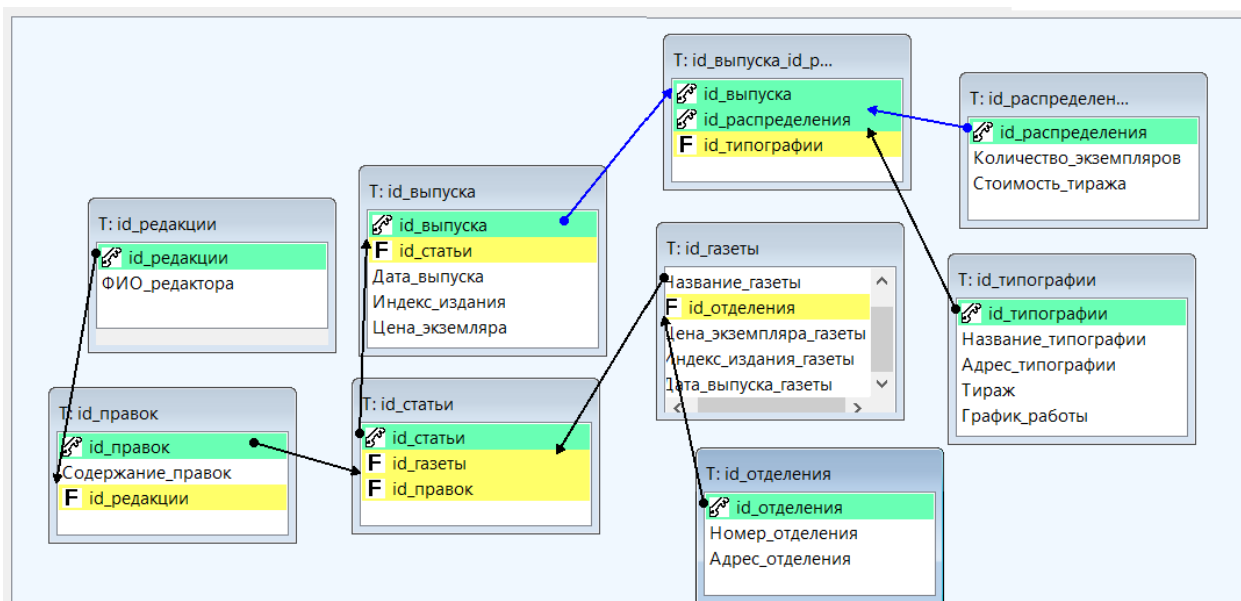 T: id_выпуска_id_р...
id_выпуска
id_распределения
F id_типографии
T: id_распределен...
id_распределения
Количество_экземпляров
Стоимость_тиража
T: id_выпуска
id_выпуска
F id_статьи
Дата_выпуска
Индекс_издания
Цена_экземляра
T: id_редакции
id_редакции
ФИО_редактора
T: id_газеты
Название_газеты
F id_отделения
Цена_экземпляра_газеты
Индекс_издания_газеты
Дата_выпуска_газеты
T: id_типографии
id_типографии
Название_типографии
Адрес_типографии
Тираж
График_работы
T: id_правок
id_правок
Содержание_правок
F id_редакции
T: id_статьи
id_статьи
F id_газеты
F id_правок
T: id_отделения
id_отделения
Номер_отделения
Адрес_отделения